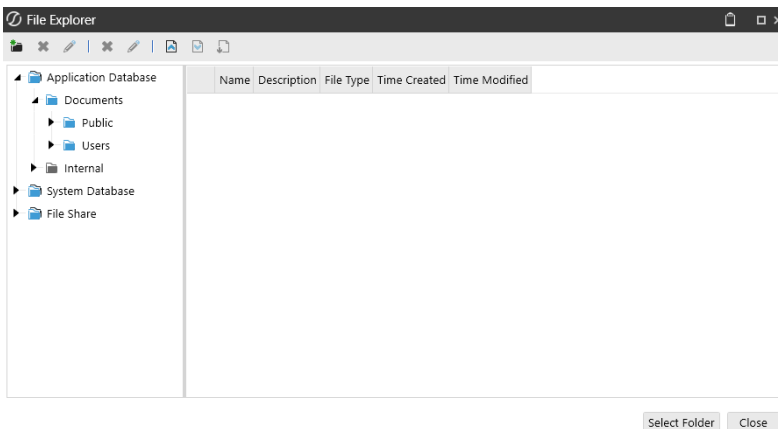 File Explorer
Application Database
Name Description File Type Time Created Time Modified
Documents
Public
Users
Internal
System Database
File Share
Select Folder Close